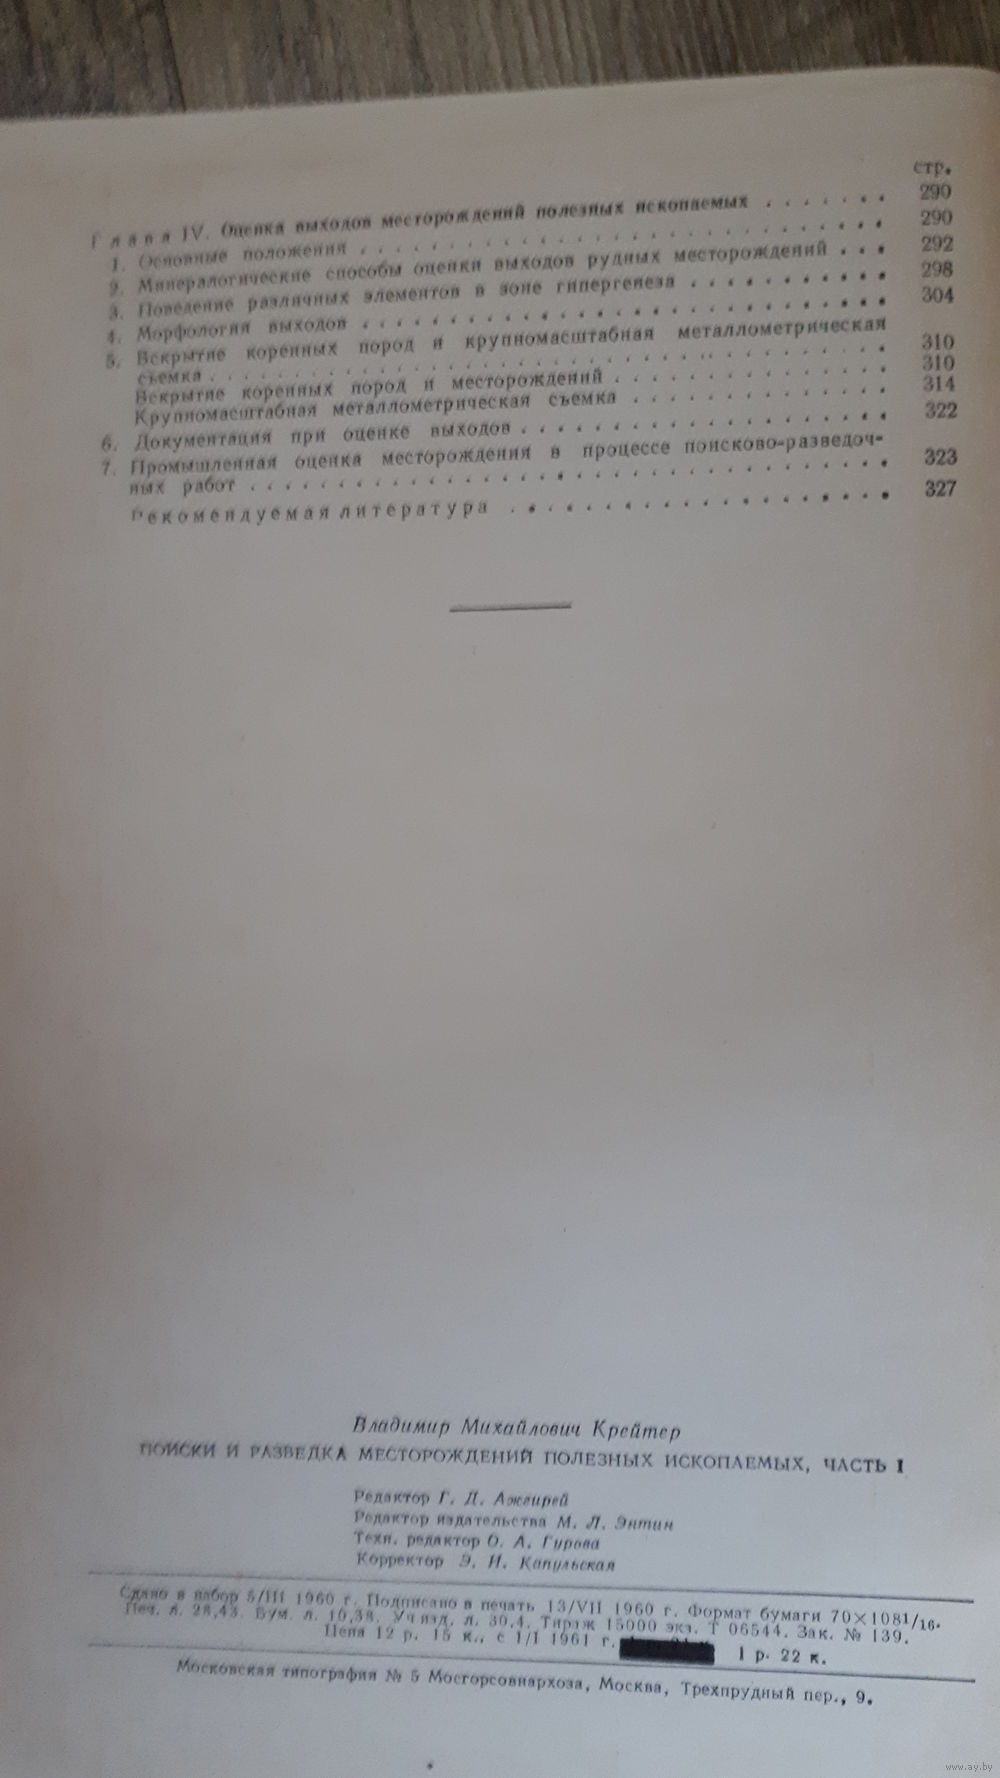 стр.
Глава IV. Оценка выходов месторождений полезных ископаемых . . . . . . . 290
1. Основные положения . . . . . . . . . . . . . . . . . . . . . 290
2. Минералогические способы оценки выходов рудных месторождений . . . 292
3. Поведение различных элементов в зоне гипергенеза . . . . . . . . . 298
4. Морфология выходов . . . . . . . . . . . . . . . . . . . . . 304
5. Вскрытие коренных пород и крупномасштабная металлометрическая
съемка . . . . . . . . . . . . . . . . . . . . . . . . . . . 310
Вскрытие коренных пород и месторождений . . . . . . . . . . . . 310
Крупномасштабная металлометрическая съемка . . . . . . . . . . . 314
6. Документация при оценке выходов . . . . . . . . . . . . . . . 322
7. Промышленная оценка месторождения в процессе поисково-разведоч-
ных работ . . . . . . . . . . . . . . . . . . . . . . . . . . 323
Рекомендуемая литература . . . . . . . . . . . . . . . . 327
Владимир Михайлович Крейтер
ПОИСКИ И РАЗВЕДКА МЕСТОРОЖДЕНИЙ ПОЛЕЗНЫХ ИСКОПАЕМЫХ, ЧАСТЬ I
Редактор Г. Д. Ажгирей
Редактор издательства М. Л. Энтин
Техн. редактор О. А. Гурова
Корректор Э. И. Капульская
Сдано в набор 5/III 1960 г. Подписано в печать 13/VII 1960 г. Формат бумаги 70×1081/16.
Печ. л. 28,43. Бум. л. 10,38. Уч изд. л. 30,4. Тираж 15000 экз. Т 06544. Зак. № 139.
Цена 12 р. 15 к., с 1/I 1961 г. 1 р. 22 к.
Московская типография № 5 Мосгорсовнархоза, Москва, Трехпрудный пер., 9.
www.ay.by